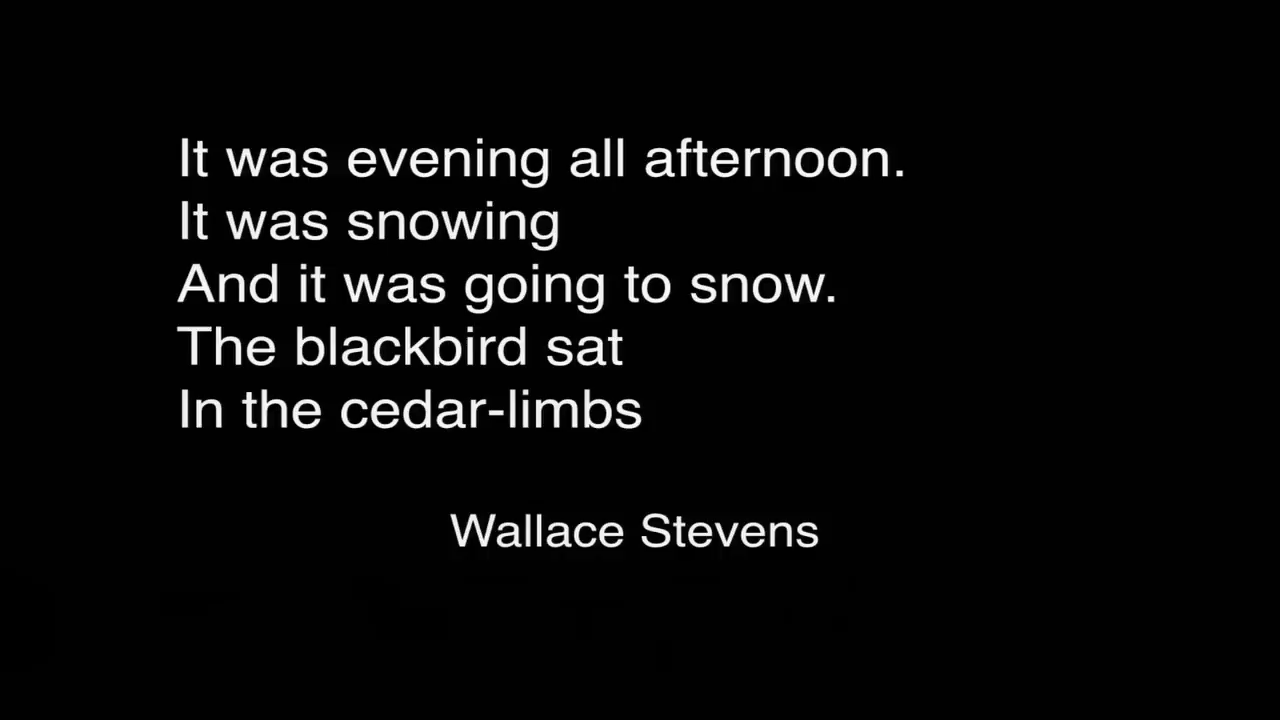 It was evening all afternoon.
It was snowing
And it was going to snow.
The blackbird sat
In the cedar-limbs
Wallace Stevens